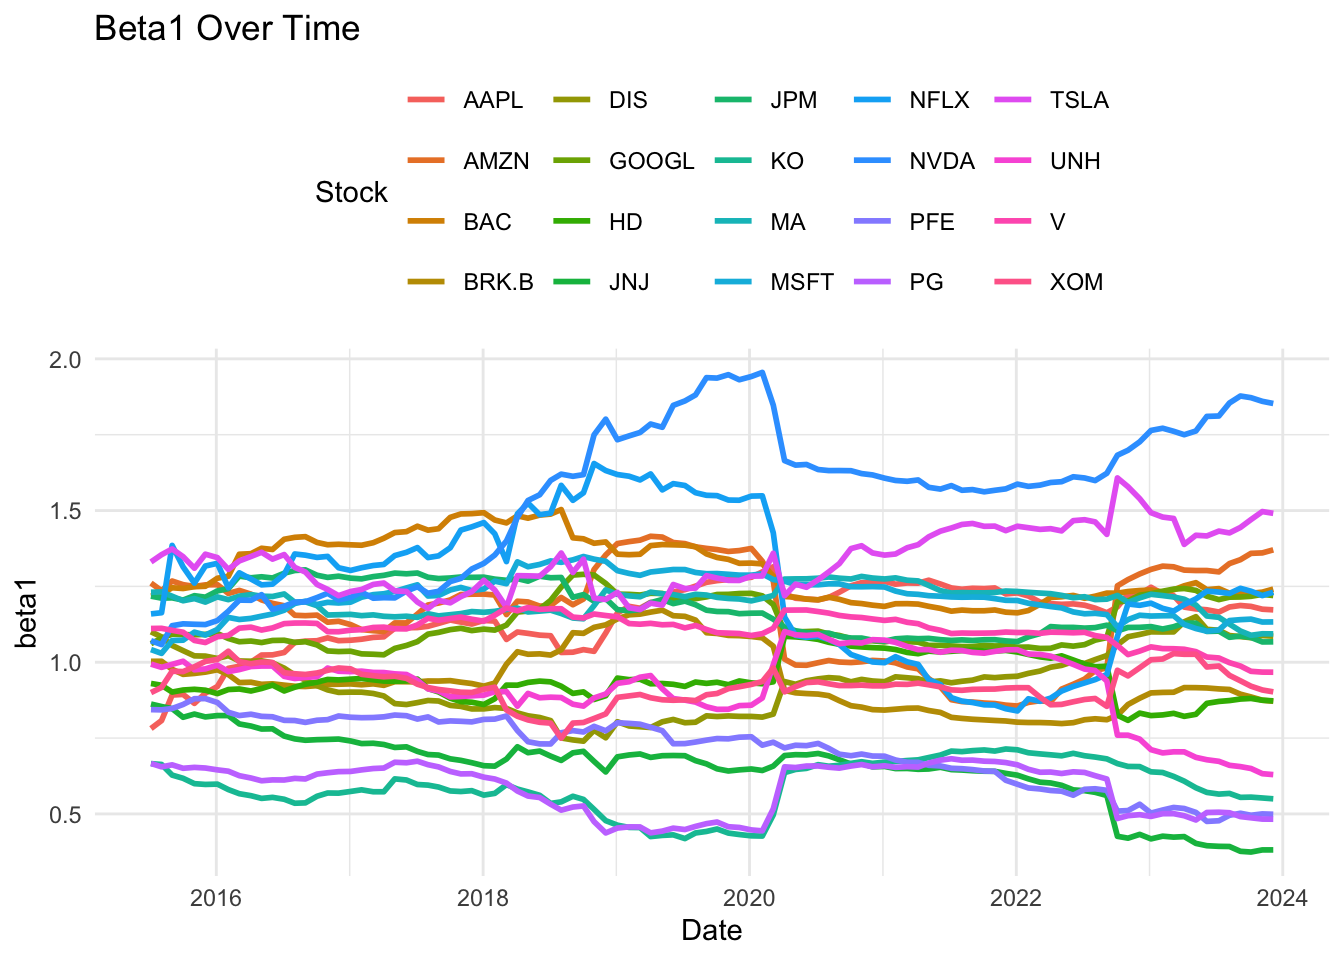 Beta1 Over Time
AAPL DIS JPM NFLX TSLA
AMZN GOOGL KO NVDA UNH
Stock
BAC HD MA PFE V
BRK.B JNJ MSFT PG XOM
2.0
1.5
1.0
0.5
beta1
2016 2018 2020 2022 2024
Date